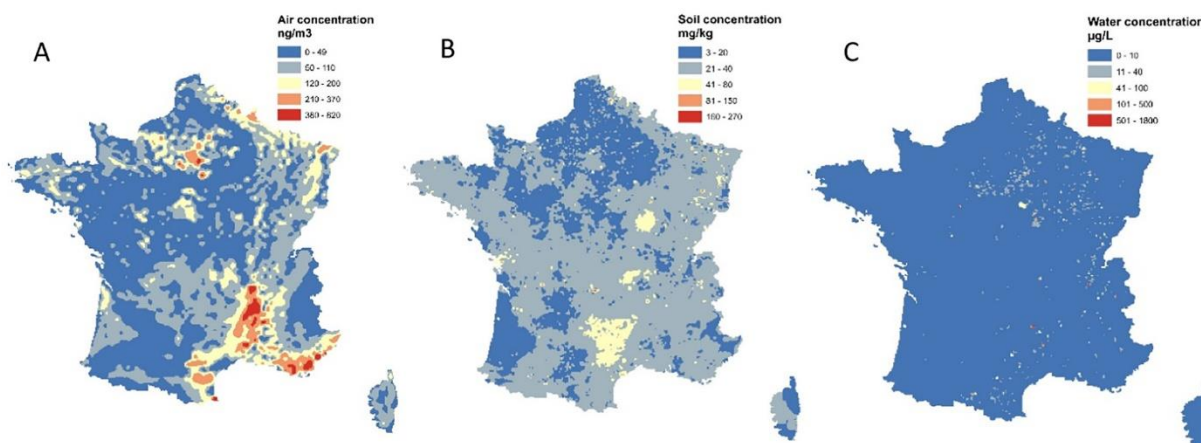 A
Air concentration
ng/m3
0 - 49
50 - 110
120 - 200
210 - 370
380 - 820
B
Soil concentration
mg/kg
3 - 20
21 - 40
41 - 80
81 - 150
160 - 270
C
Water concentration
µg/L
0 - 10
11 - 40
41 - 100
101 - 500
501 - 1800